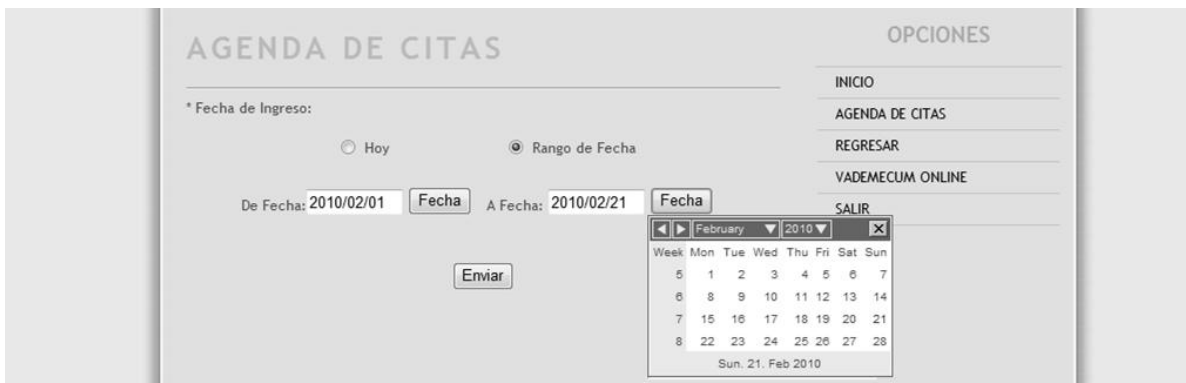 AGENDA DE CITAS
* Fecha de Ingreso:
Hoy Rango de Fecha
De Fecha: 2010/02/01 Fecha A Fecha: 2010/02/21 Fecha
Enviar
February 2010 X
Week Mon Tue Wed Thu Fri Sat Sun
5 1 2 3 4 5 6 7
6 8 9 10 11 12 13 14
7 15 16 17 18 19 20 21
8 22 23 24 25 26 27 28
Sun. 21. Feb 2010
OPCIONES
INICIO
AGENDA DE CITAS
REGRESAR
VADEMECUM ONLINE
SALIR